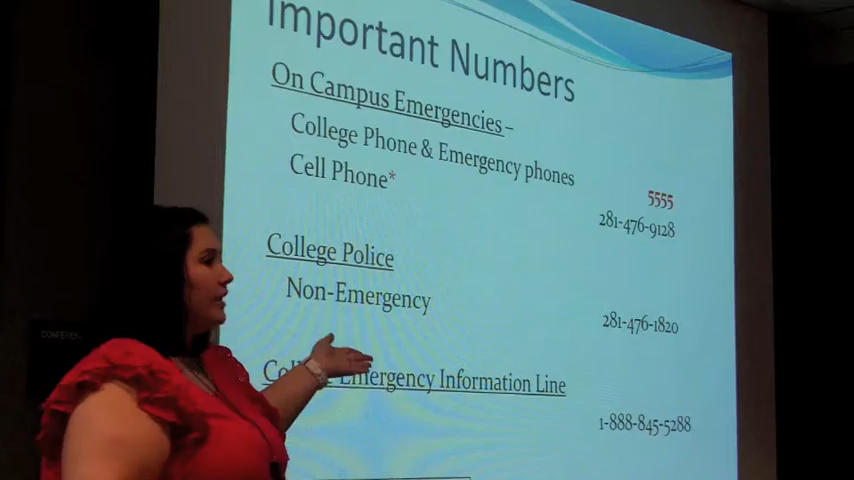 Important Numbers
On Campus Emergencies –
College Phone & Emergency phones
5555
Cell Phone*
281-476-9128
College Police
Non-Emergency
281-476-1820
Emergency Information Line
1-888-845-5288